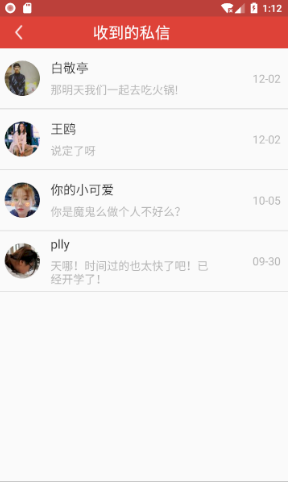 1:12
收到的私信
白敬亭
那明天我们一起去吃火锅!
12-02
王鸥
说定了呀
12-02
你的小可爱
你是魔鬼么做个人不好么？
10-05
plly
天哪！时间过的也太快了吧！已
经开学了！
09-30